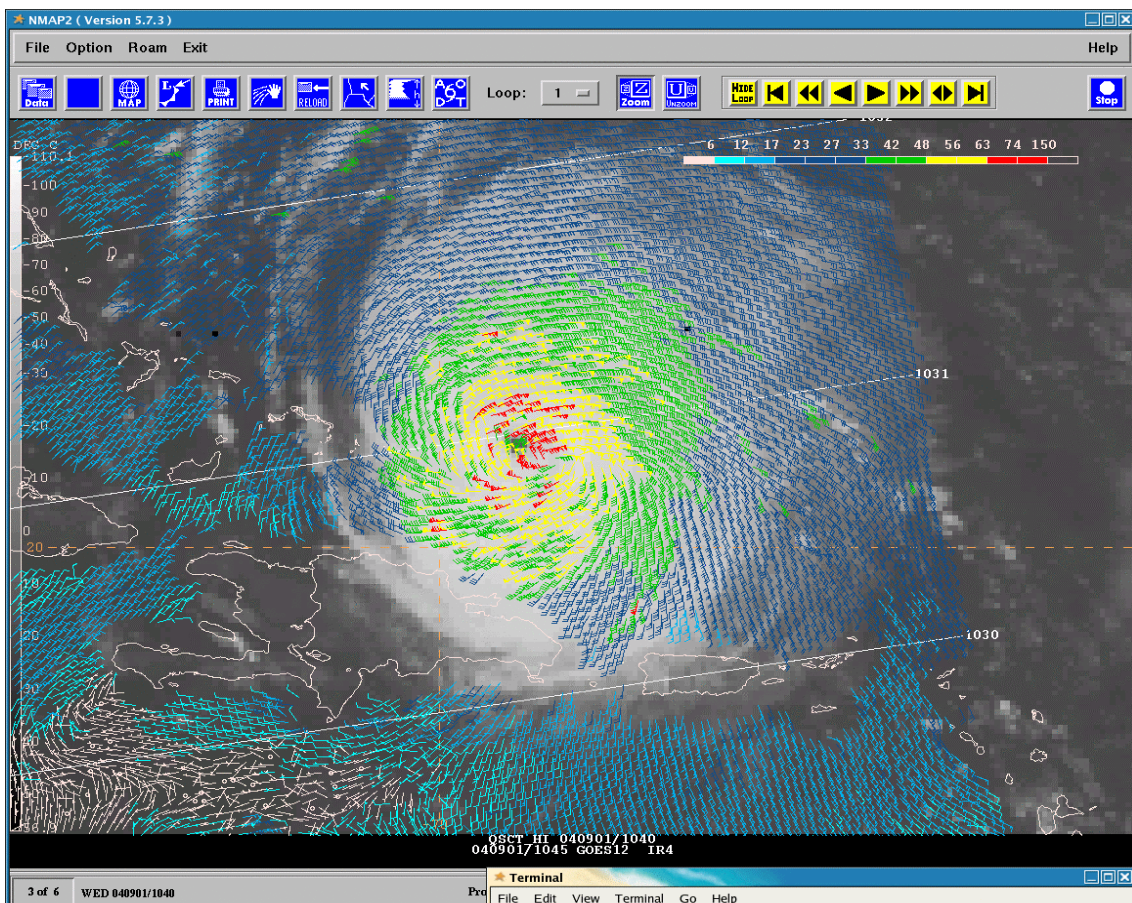 NMAP2 ( Version 5.7.3 )
File Option Roam Exit Help
Data MAP PRINT RELOAD A G O D T Loop: 1 Z Zoom U UNZOOM HIDE LOOP Stop
1032
DEG C
6 12 17 23 27 33 42 48 56 63 74 150
-110.1
-100
-90
-80
-70
-60
-50
-40
-30
1031
-20
-10
0
20
10
20
1030
30
40
QSCT HI 040901/1040
040901/1045 GOES12 IR4
3 of 6 WED 040901/1040 Pro
Terminal
File Edit View Terminal Go Help